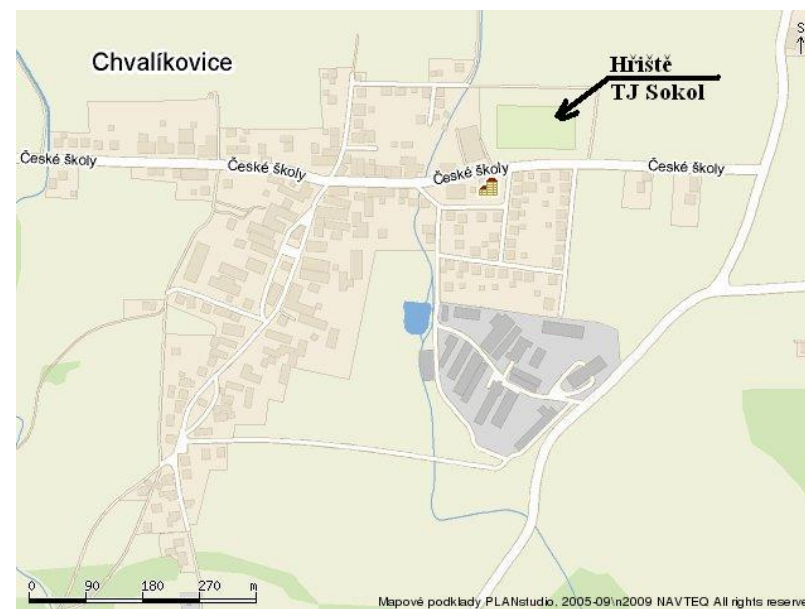 Chvalíkovice
Hřiště
TJ Sokol
S
České školy
České školy
České školy
České školy
0 90 180 270 m
Mapové podklady PLANstudio, 2005-09\n2009 NAVTEQ All rights reserve